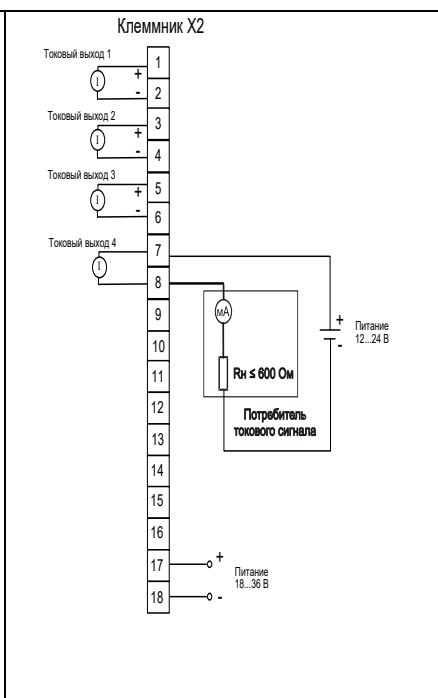 Клеммник X2
Токовый выход 1
I
+
-
1
2
Токовый выход 2
I
+
-
3
4
Токовый выход 3
I
+
-
5
6
Токовый выход 4
I
7
8
9
10
11
12
13
14
15
16
17
18
мА
Rн ≤ 600 Ом
Потребитель
токового сигнала
+
-
Питание
12...24 В
+
-
Питание
18...36 В